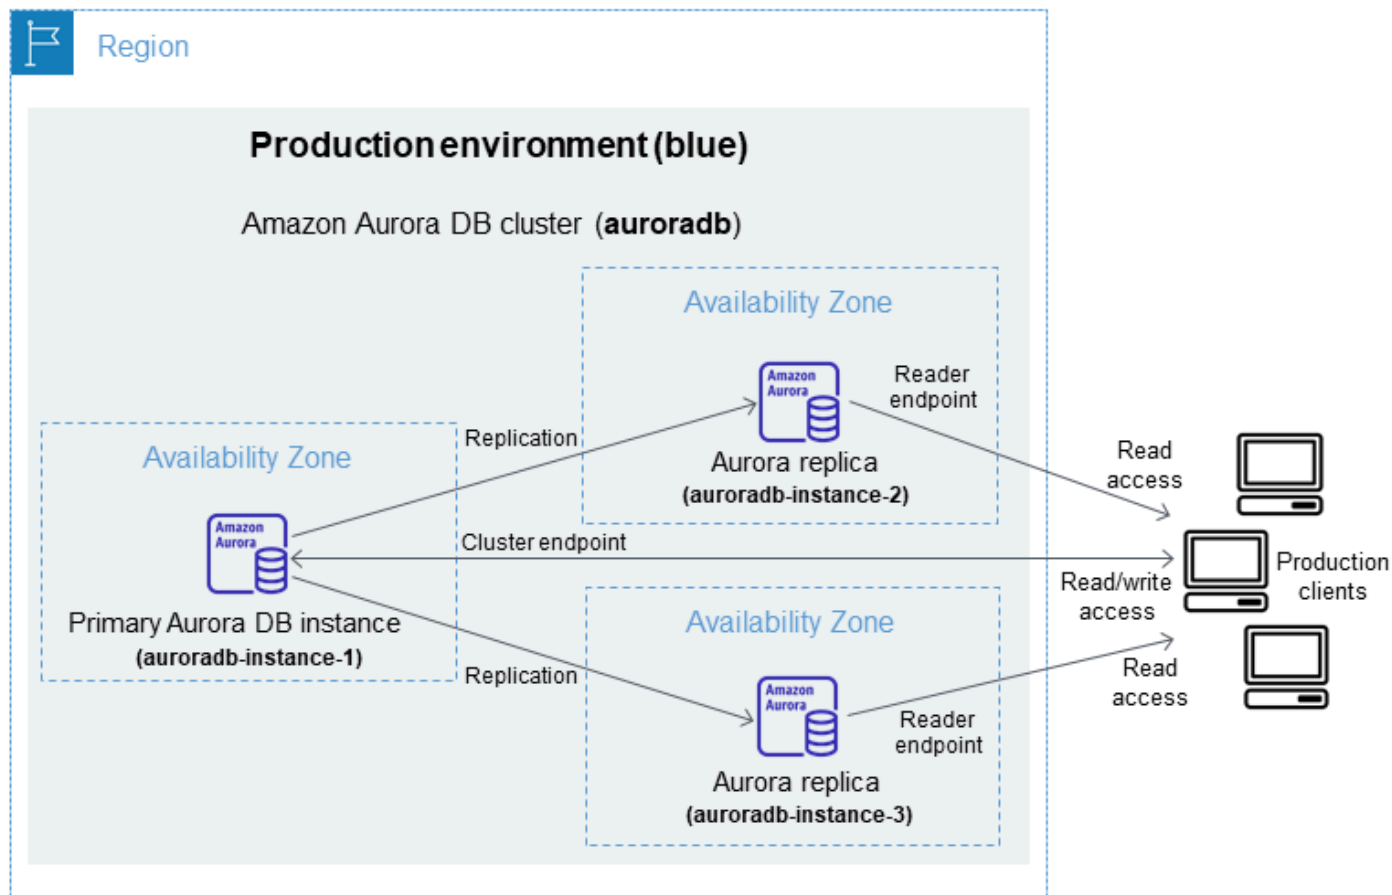 Region
Production environment (blue)
Amazon Aurora DB cluster (auroradb)
Availability Zone
Amazon
Aurora
Reader
endpoint
Aurora replica
(auroradb-instance-2)
Replication
Availability Zone
Amazon
Aurora
Primary Aurora DB instance
(auroradb-instance-1)
Cluster endpoint
Replication
Availability Zone
Amazon
Aurora
Reader
endpoint
Aurora replica
(auroradb-instance-3)
Read
access
Read/write
access
Read
access
Production
clients